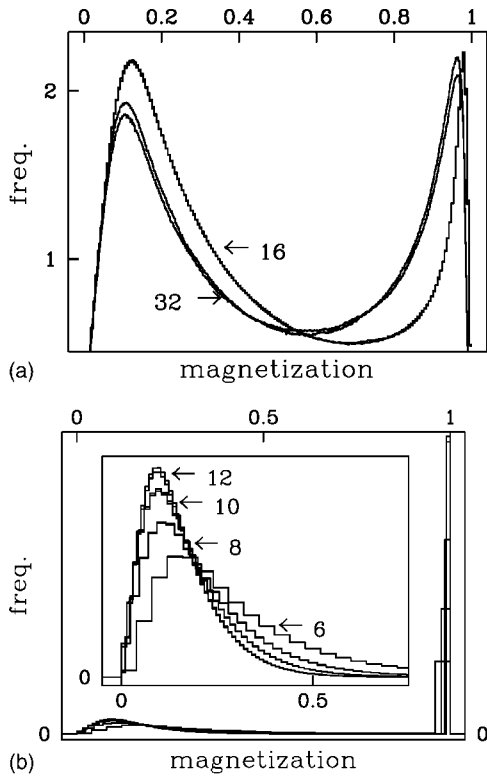 0 0.2 0.4 0.6 0.8 1
2
freq.
← 16
1
32 →
(a) magnetization
0 0.5 1
← 12
← 10
← 8
← 6
freq.
0
0 0.5
0 0
(b) magnetization